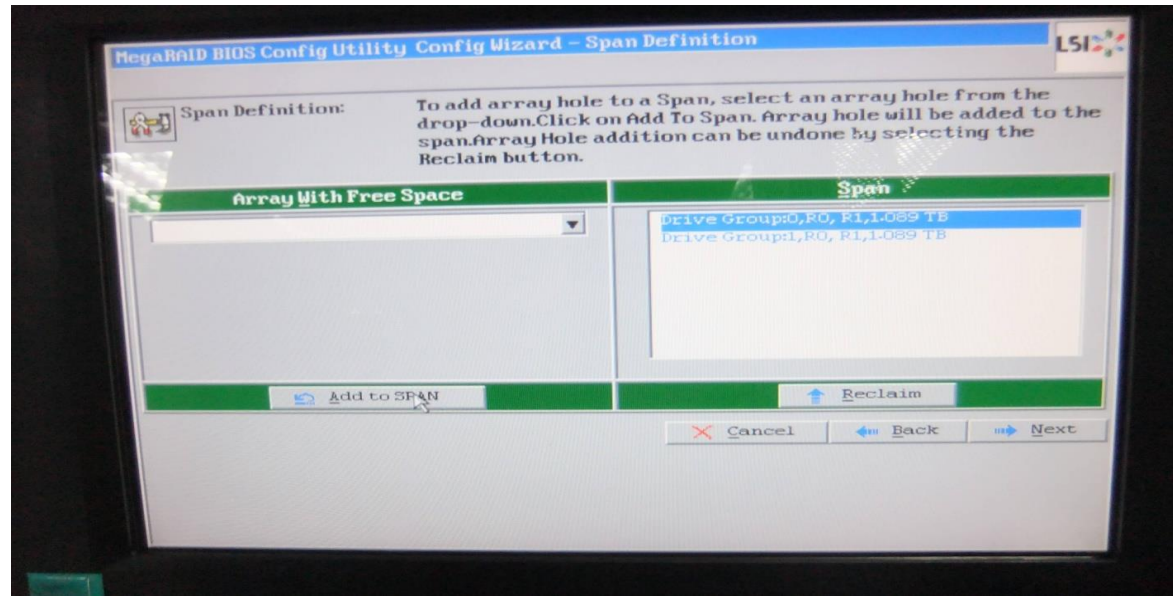 MegaRAID BIOS Config Utility Config Wizard – Span Definition
LSI
Span Definition:
To add array hole to a Span, select an array hole from the
drop-down.Click on Add To Span. Array hole will be added to the
span.Array Hole addition can be undone by selecting the
Reclaim button.
Array With Free Space
Span
Drive Group:0,R0, R1,1.089 TB
Drive Group:1,R0, R1,1.089 TB
Add to SPAN
Reclaim
Cancel
Back
Next